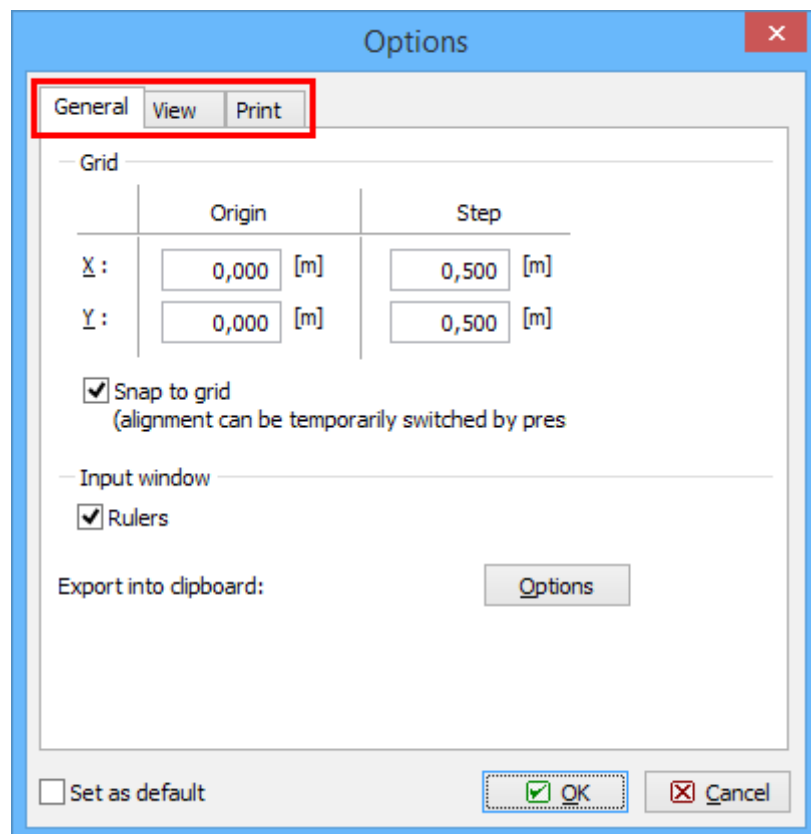 Options
General View Print
Grid
Origin Step
X : 0,000 [m] 0,500 [m]
Y : 0,000 [m] 0,500 [m]
Snap to grid
(alignment can be temporarily switched by pres
Input window
Rulers
Export into clipboard: Options
Set as default OK Cancel